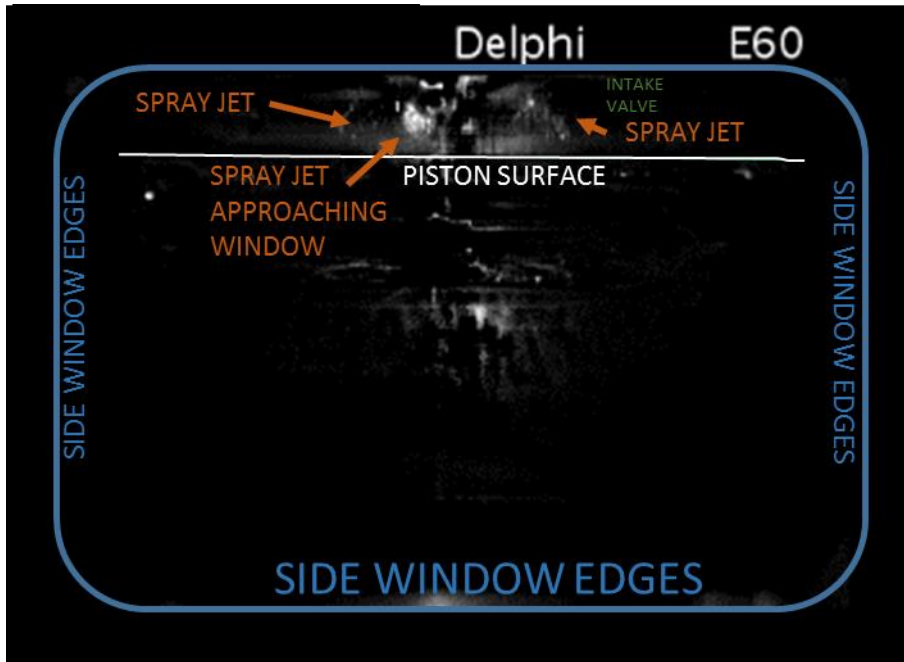 Delphi E60
INTAKE
VALVE
SPRAY JET
SPRAY JET
SPRAY JET
APPROACHING
WINDOW
PISTON SURFACE
SIDE WINDOW EDGES
SIDE WINDOW EDGES
SIDE WINDOW EDGES